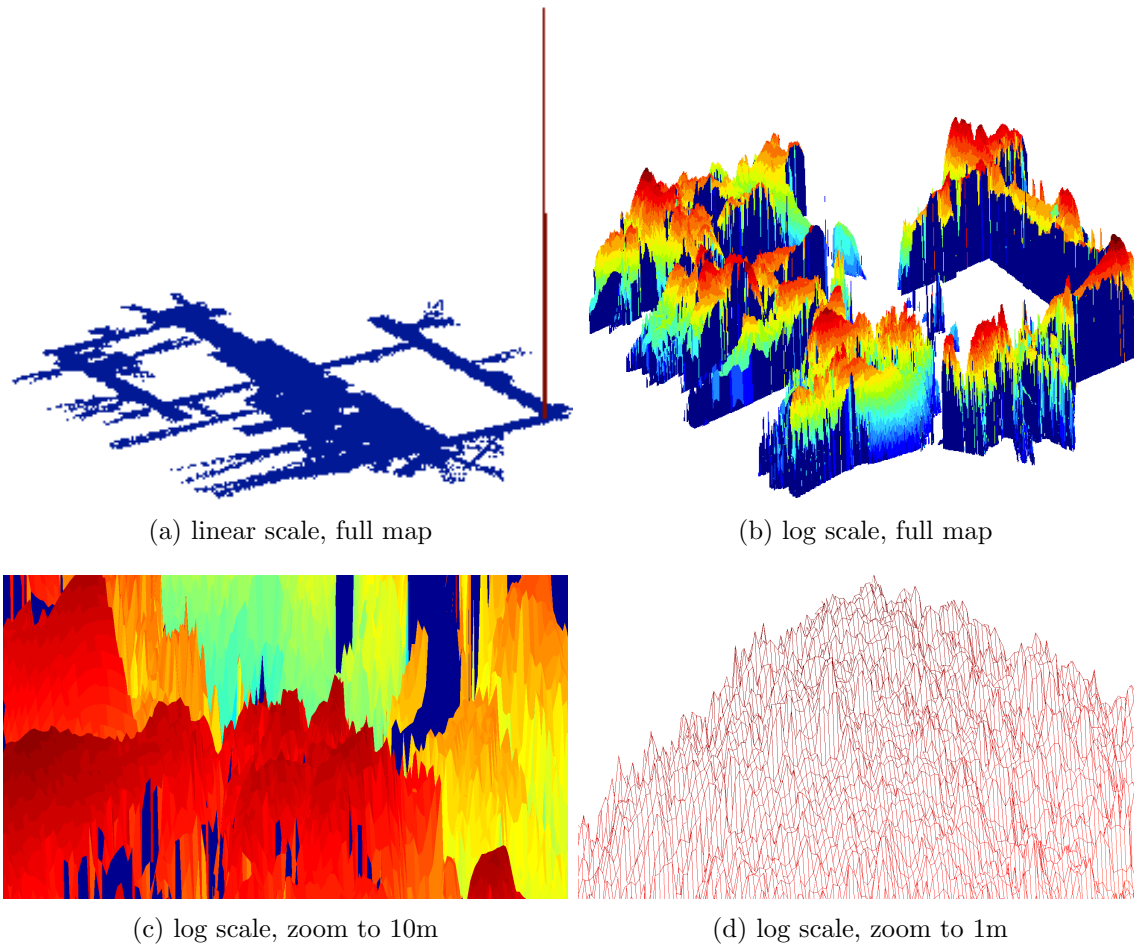 (a) linear scale, full map
(b) log scale, full map
(c) log scale, zoom to 10m
(d) log scale, zoom to 1m